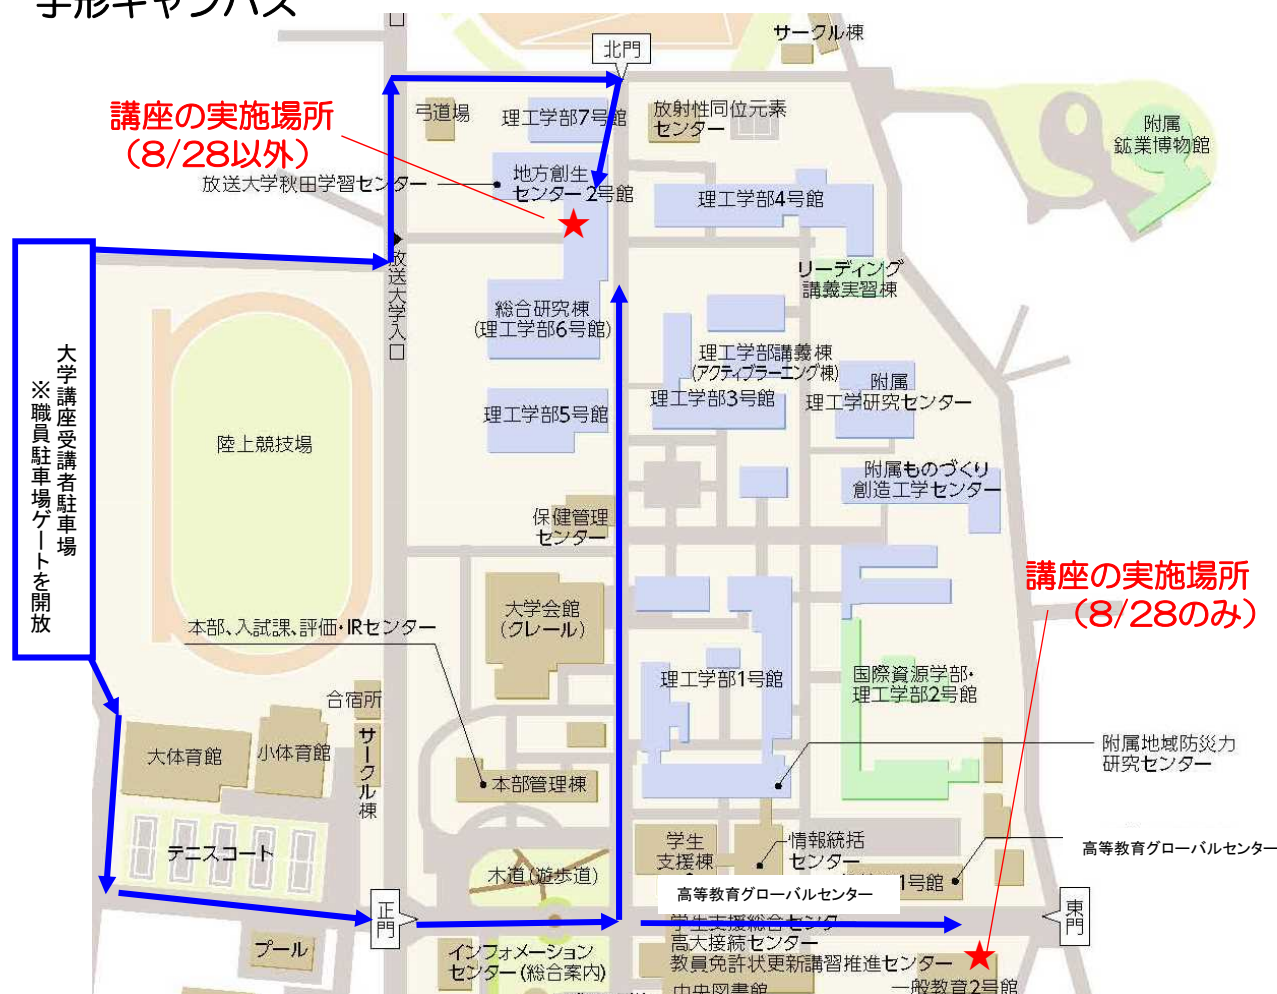 手形キャンパス
サークル棟
北門
講座の実施場所
（8/28以外）
弓道場
理工学部7号館
放射性同位元素
センター
附属
鉱業博物館
放送大学秋田学習センター
地方創生
センター2号館
理工学部4号館
放送大学入口
リーディング
講義実習棟
総合研究棟
(理工学部6号館)
理工学部講義棟
(アクティブラーニング棟)
理工学部3号館
附属
理工学研究センター
理工学部5号館
大学講座受講者駐車場
※職員駐車場ゲートを開放
陸上競技場
附属ものづくり
創造工学センター
保健管理
センター
講座の実施場所
（8/28のみ）
大学会館
(クレール)
本部、入試課、評価・IRセンター
理工学部1号館
国際資源学部・
理工学部2号館
合宿所
サークル棟
大体育館
小体育館
附属地域防災力
研究センター
本部管理棟
テニスコート
学生
支援棟
情報統括
センター
高等教育グローバルセンター
木道(遊歩道)
1号館
高等教育グローバルセンター
正門
東門
学生支援総合センター
高大接続センター
教員免許状更新講習推進センター
プール
インフォメーション
センター(総合案内)
中央図書館
一般教育2号館